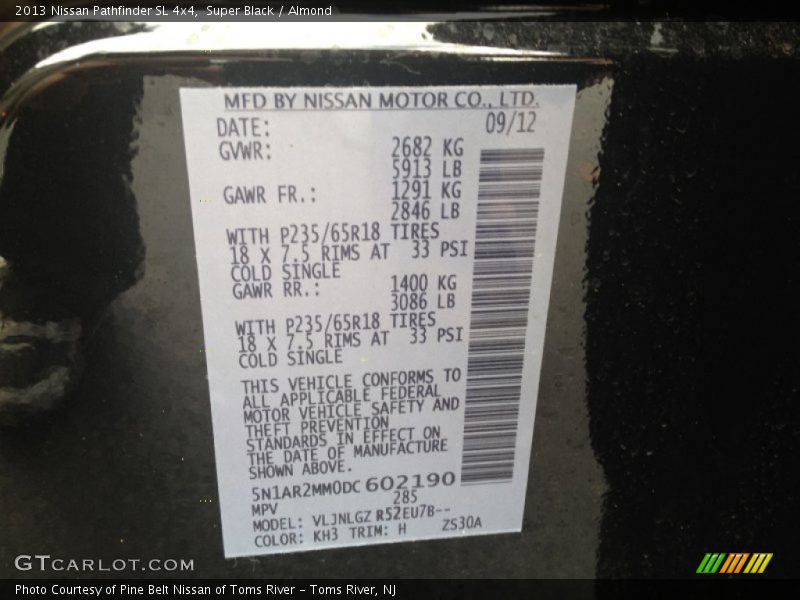 2013 Nissan Pathfinder SL 4x4, Super Black / Almond
MFD BY NISSAN MOTOR CO., LTD.
DATE: 09/12
GVWR: 2682 KG
5913 LB
GAWR FR.: 1291 KG
2846 LB
WITH P235/65R18 TIRES
18 X 7.5 RIMS AT 33 PSI
COLD SINGLE
GAWR RR.: 1400 KG
3086 LB
WITH P235/65R18 TIRES
18 X 7.5 RIMS AT 33 PSI
COLD SINGLE
THIS VEHICLE CONFORMS TO
ALL APPLICABLE FEDERAL
MOTOR VEHICLE SAFETY AND
THEFT PREVENTION
STANDARDS IN EFFECT ON
THE DATE OF MANUFACTURE
SHOWN ABOVE.
5N1AR2MM0DC602190
MPV 285
MODEL: VLJNLGZ R52EU7B--
COLOR: KH3 TRIM: H ZS30A
GTCARLOT.COM
Photo Courtesy of Pine Belt Nissan of Toms River – Toms River, NJ